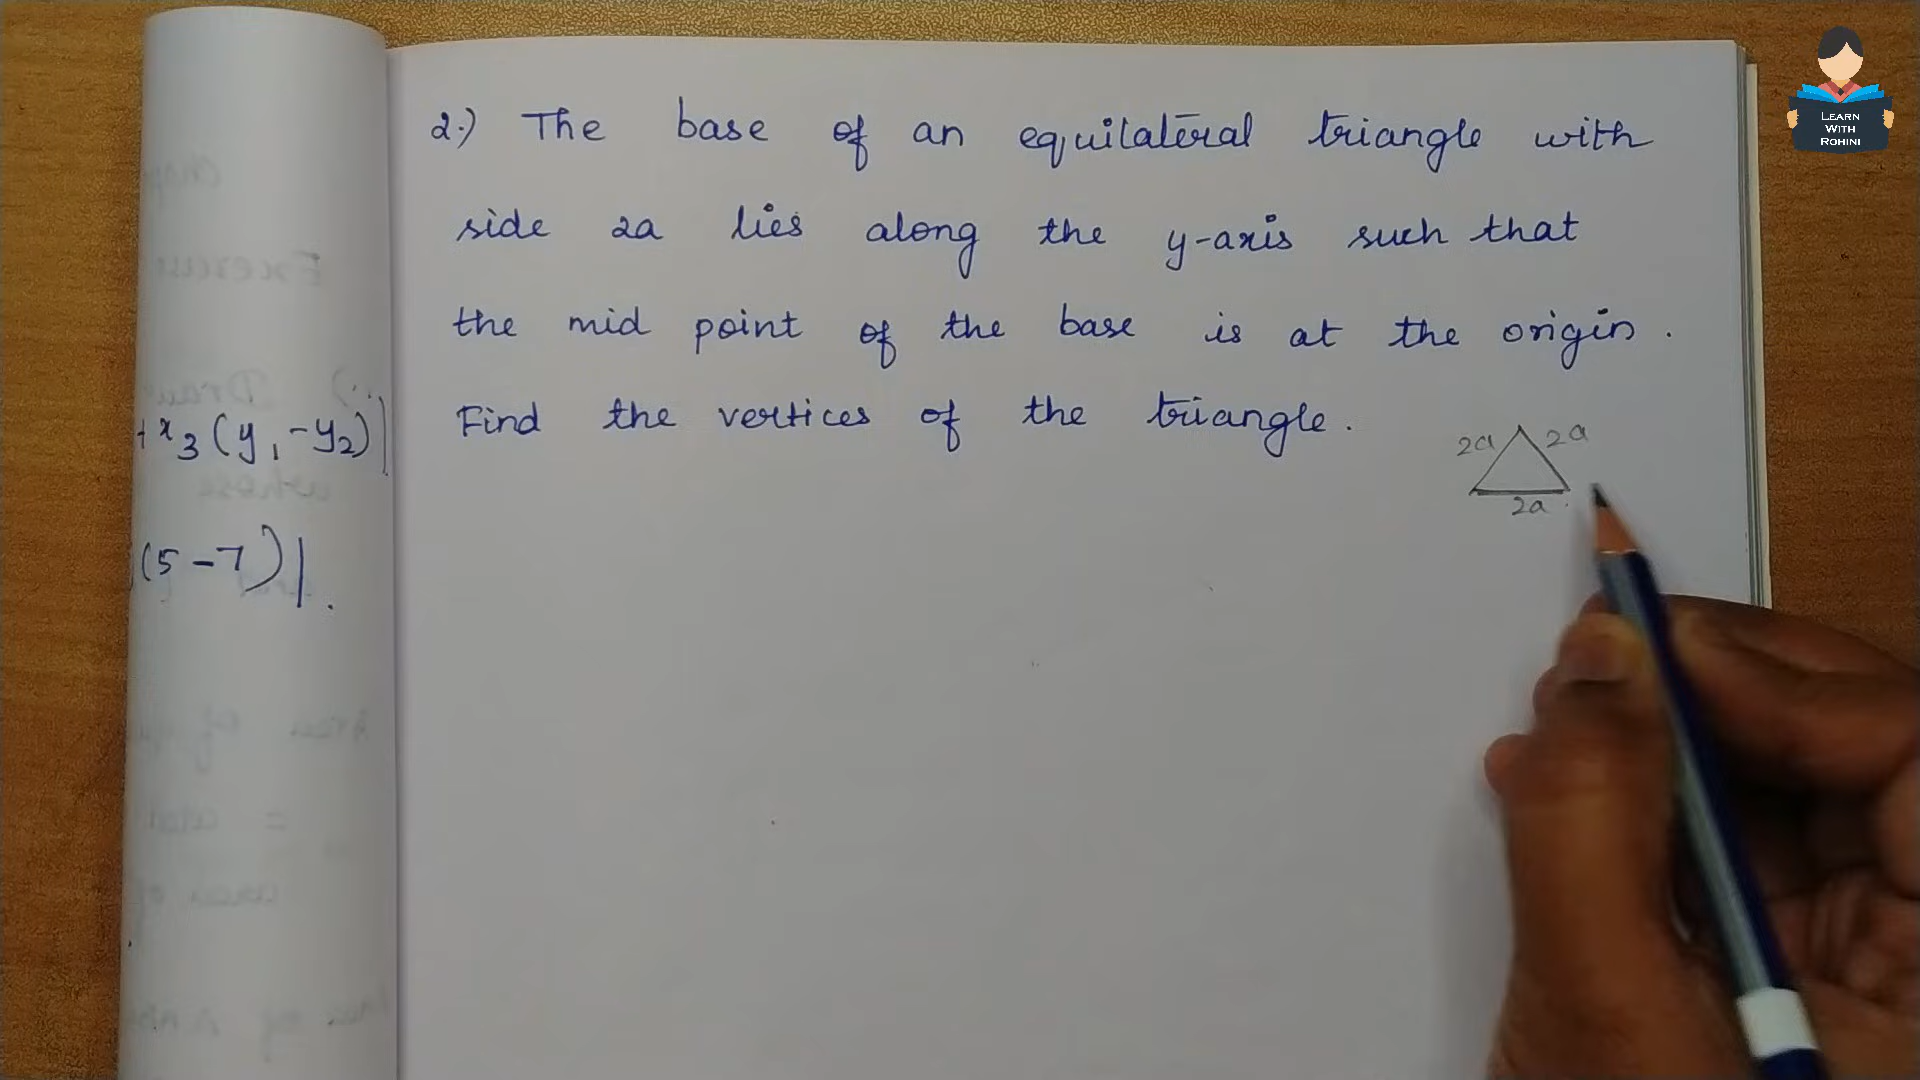 2.) The base of an equilateral triangle with
side 2a lies along the y-axis such that
the mid point of the base is at the origin.
Find the vertices of the triangle.
2a 2a
2a
+x3(y1-y2)|
(5-7)|.
LEARN
WITH
ROHINI